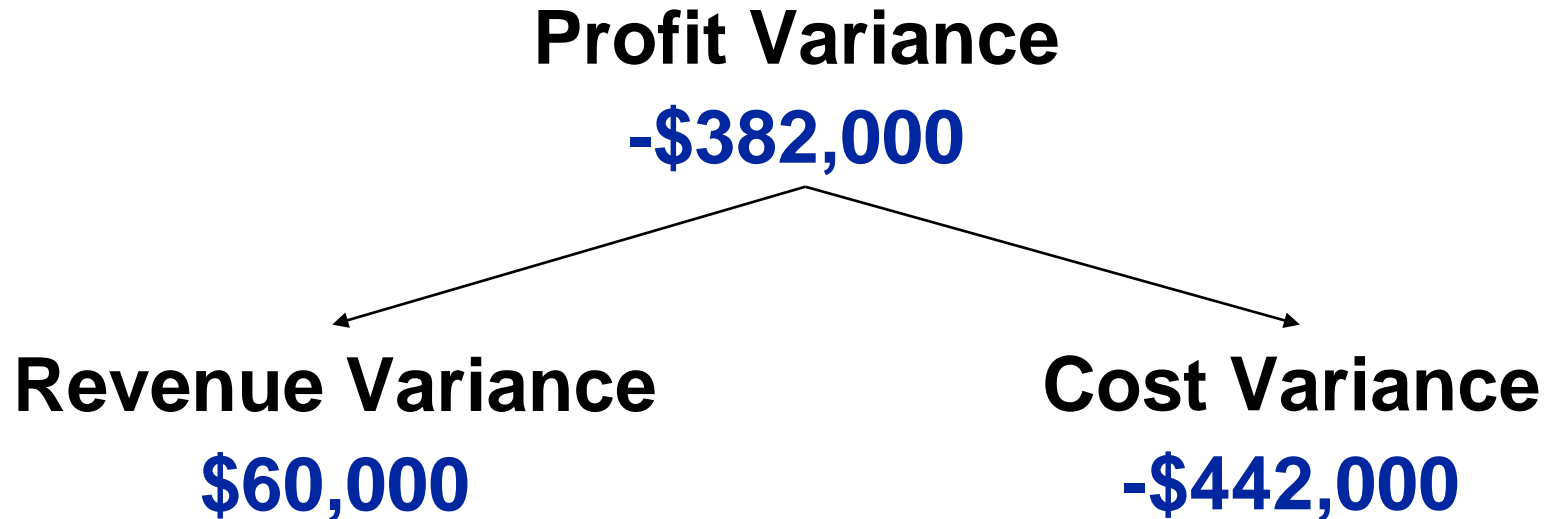 Profit Variance
-$382,000
Revenue Variance
$60,000
Cost Variance
-$442,000